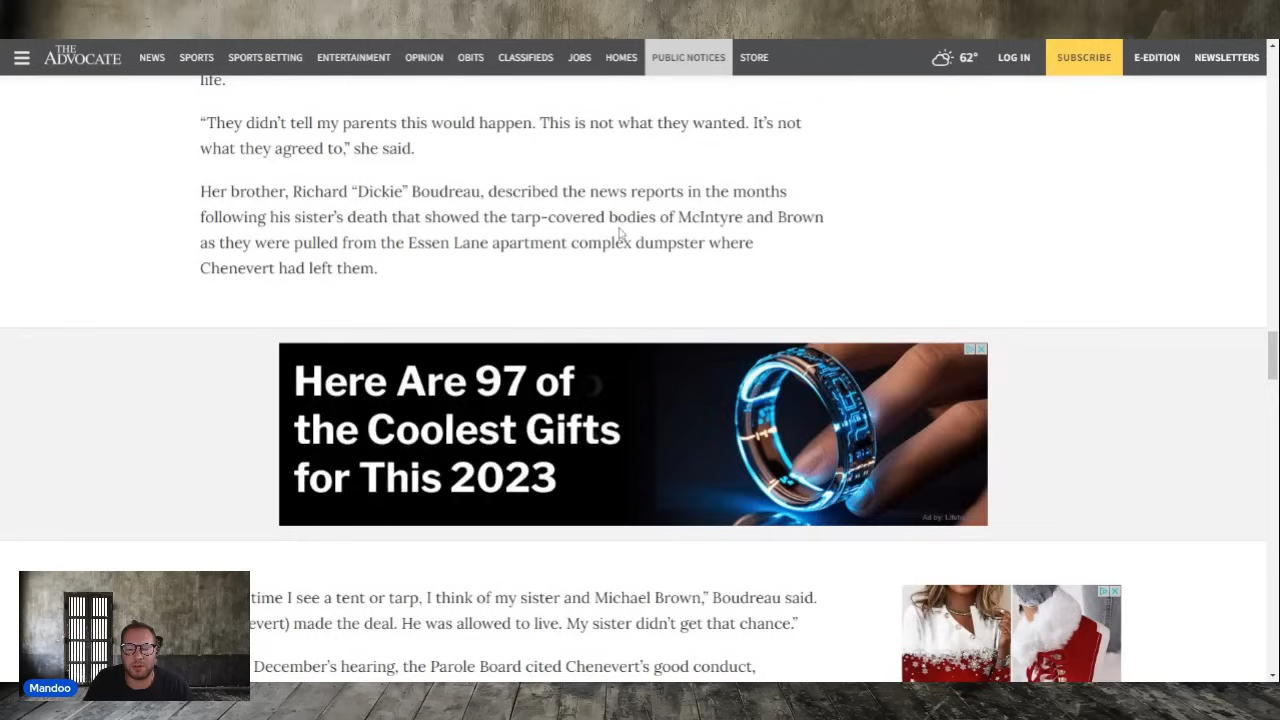 THE
ADVOCATE
NEWS
SPORTS
SPORTS BETTING
ENTERTAINMENT
OPINION
OBITS
CLASSIFIEDS
JOBS
HOMES
PUBLIC NOTICES
STORE
62°
LOG IN
SUBSCRIBE
E-EDITION
NEWSLETTERS
life.
“They didn’t tell my parents this would happen. This is not what they wanted. It’s not
what they agreed to,” she said.
Her brother, Richard “Dickie” Boudreau, described the news reports in the months
following his sister’s death that showed the tarp-covered bodies of McIntyre and Brown
as they were pulled from the Essen Lane apartment complex dumpster where
Chenevert had left them.
Here Are 97 of
the Coolest Gifts
for This 2023
Ad by:
time I see a tent or tarp, I think of my sister and Michael Brown,” Boudreau said.
evert) made the deal. He was allowed to live. My sister didn’t get that chance.”
December’s hearing, the Parole Board cited Chenevert’s good conduct,
Mandoo